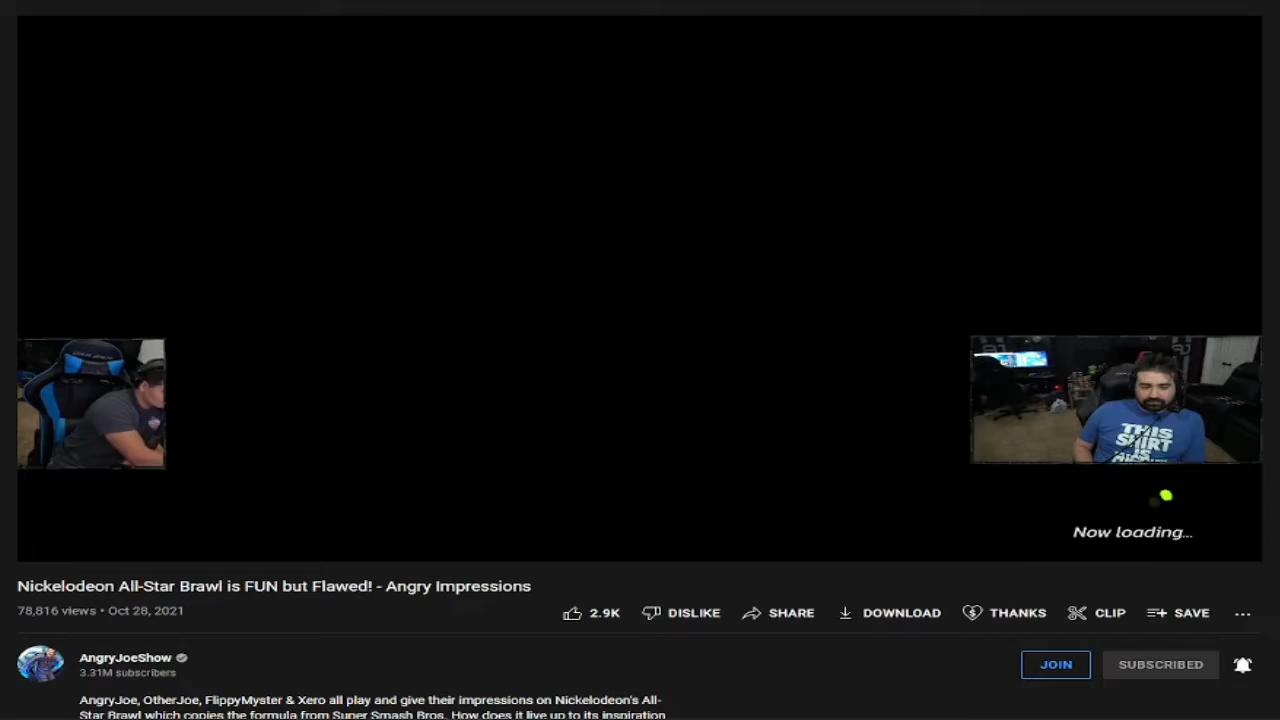 THIS
SHIRT
IS
Now loading...
Nickelodeon All-Star Brawl is FUN but Flawed! - Angry Impressions
78,816 views • Oct 28, 2021
2.9K DISLIKE SHARE DOWNLOAD THANKS CLIP SAVE ...
AngryJoeShow
3.31M subscribers
JOIN SUBSCRIBED
AngryJoe, OtherJoe, FlippyMyster & Xero all play and give their impressions on Nickelodeon's All-
Star Brawl which copies the formula from Super Smash Bros. How does it live up to its inspiration